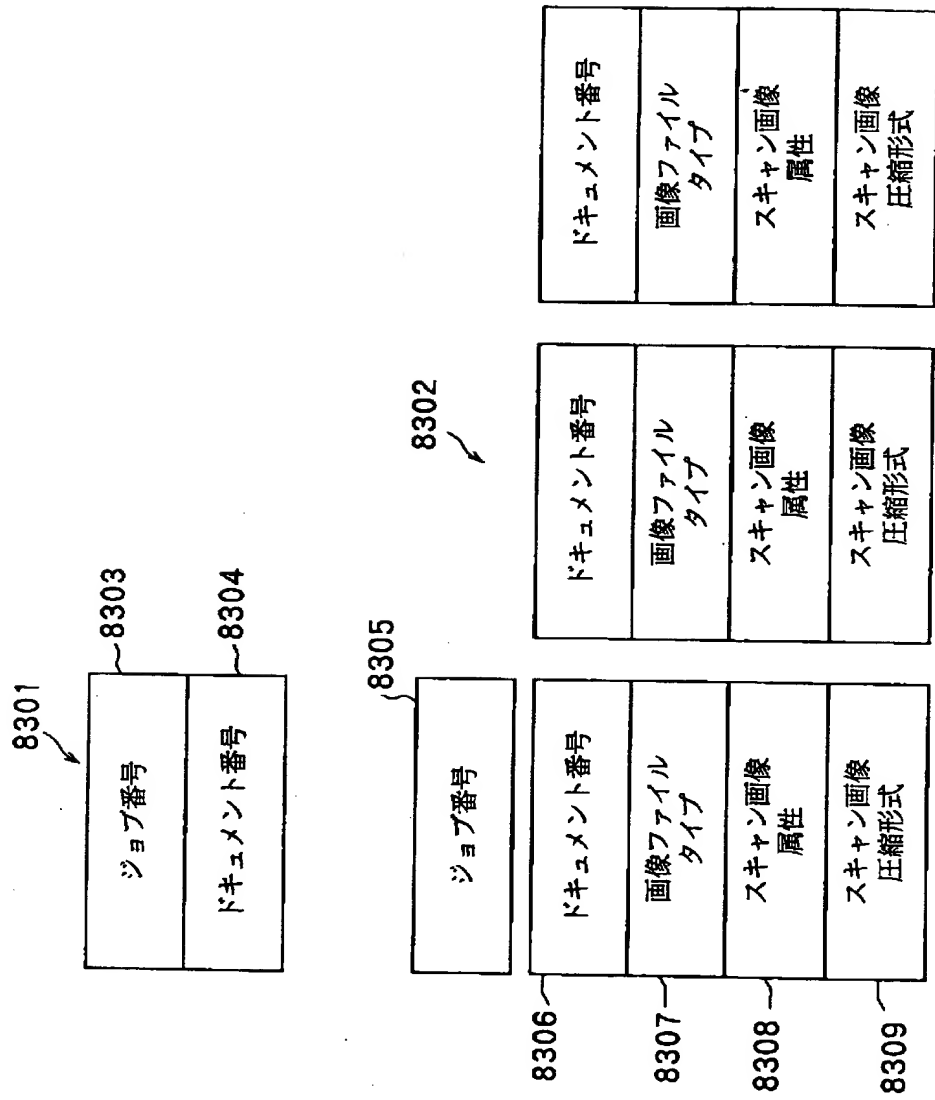 8301
ジョブ番号
8303
ドキュメント番号
8304
8305
ジョブ番号
8302
8306
ドキュメント番号
8307
画像ファイル
タイプ
8308
スキャン画像
属性
8309
スキャン画像
圧縮形式
ドキュメント番号
画像ファイル
タイプ
スキャン画像
属性
スキャン画像
圧縮形式
ドキュメント番号
画像ファイル
タイプ
スキャン画像
属性
スキャン画像
圧縮形式